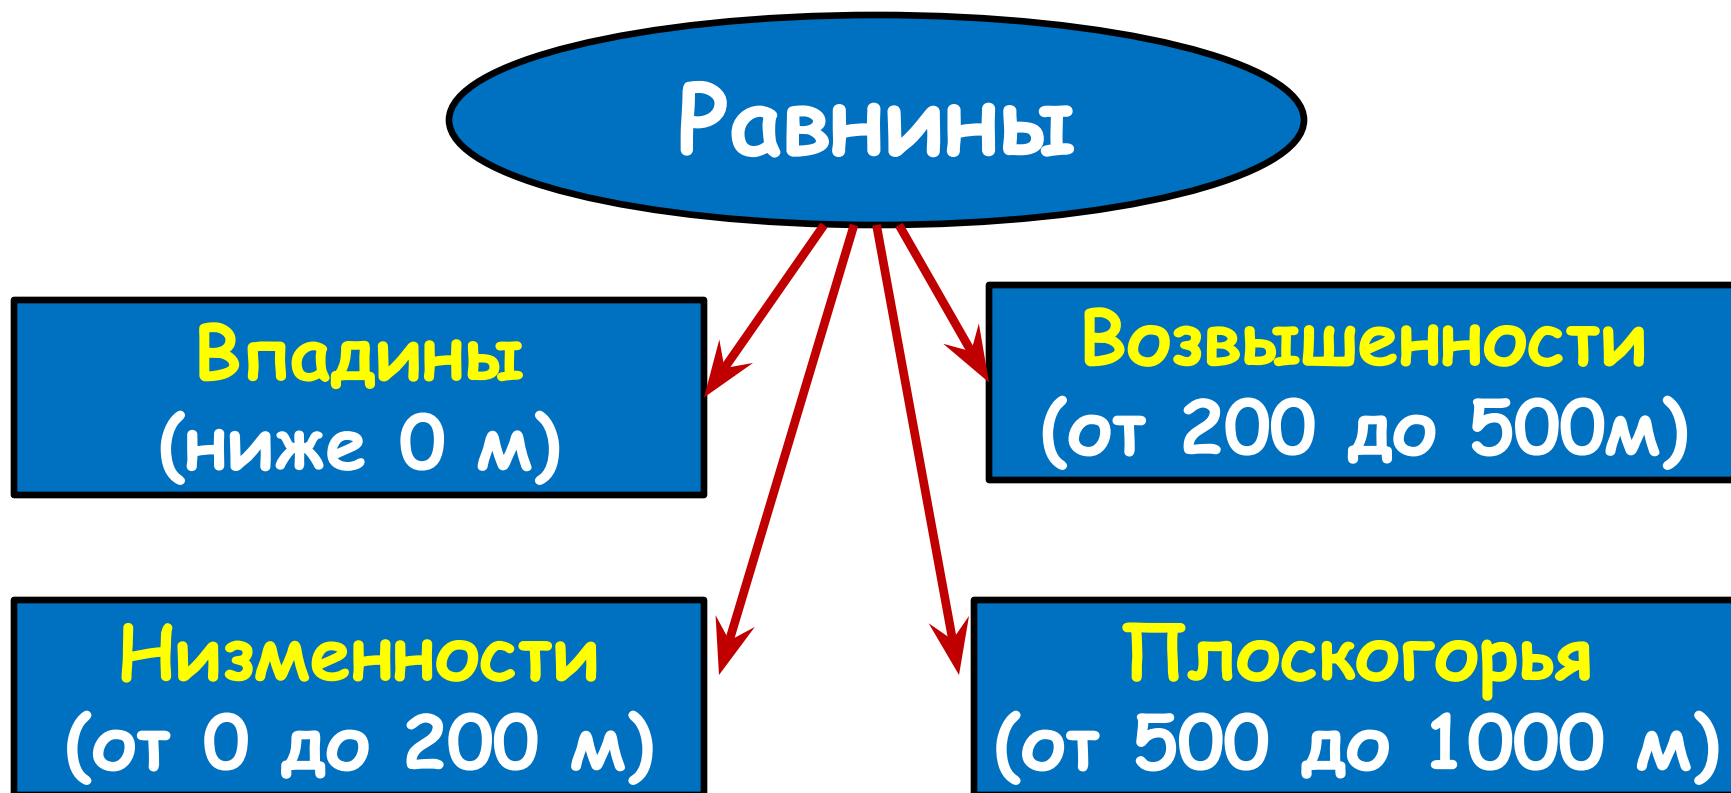 Равнины
Впадины
(ниже 0 м)
Возвышенности
(от 200 до 500м)
Низменности
(от 0 до 200 м)
Плоскогорья
(от 500 до 1000 м)